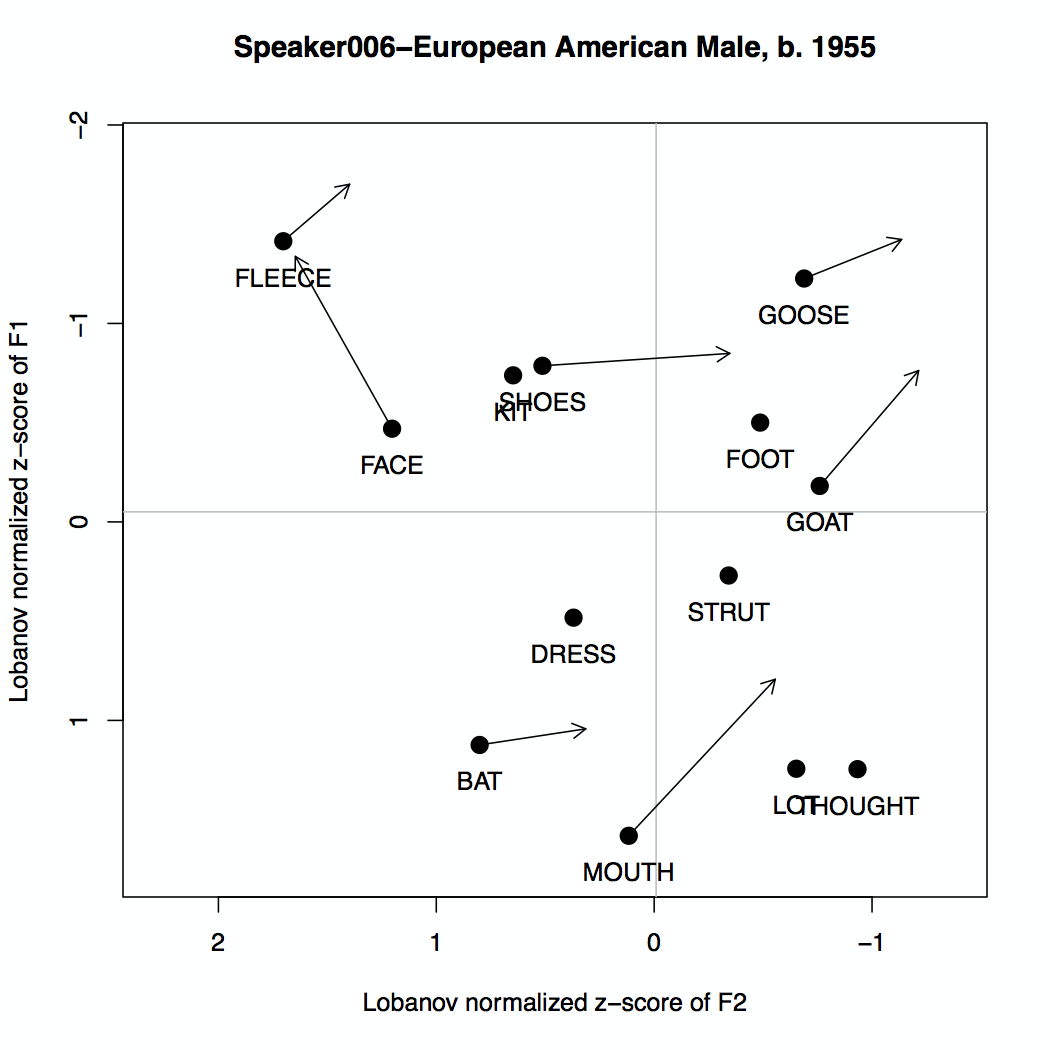 Speaker006−European American Male, b. 1955
−2
−1
0
1
Lobanov normalized z−score of F1
FLEECE
GOOSE
SHOES
KIT
FACE
FOOT
GOAT
STRUT
DRESS
BAT
LOT
THOUGHT
MOUTH
2
1
0
−1
Lobanov normalized z−score of F2